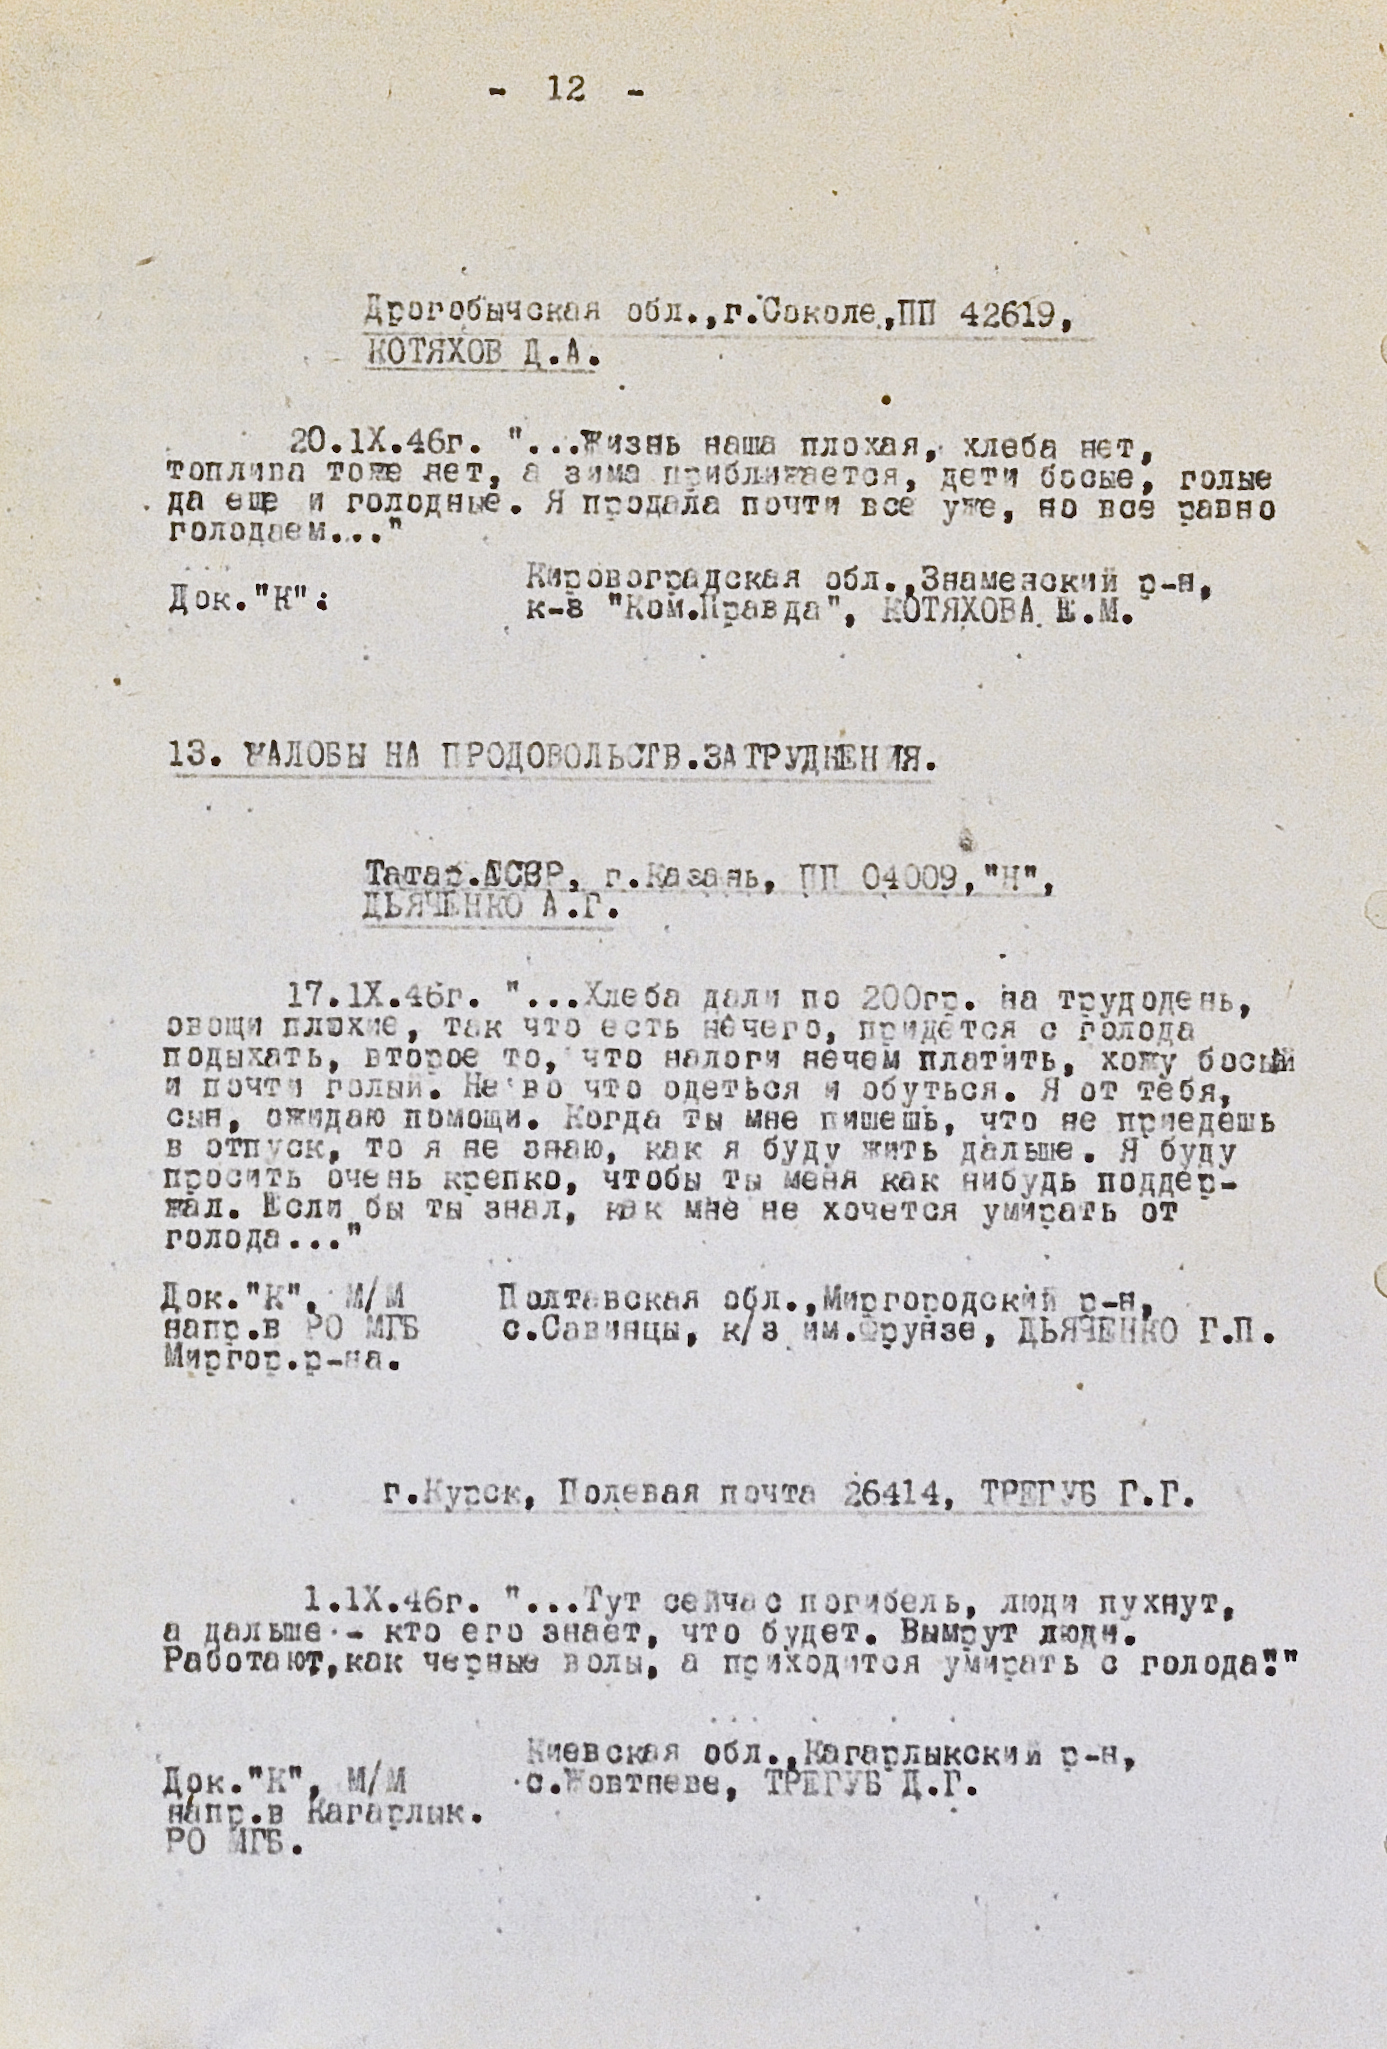 - 12 -
Дрогобычская обл.,г.Соколе,ПП 42619,
КОТЯХОВ Д.А.
20.IX.46г. "...Жизнь наша плохая, хлеба нет,
топлива тоже нет, а зима приближается, дети босые, голые
да еще и голодные. Я продала почти все уже, но все равно
голодаем..."
Док."К":
Кировоградская обл.,Знаменский р-н,
к-з "Ком.Правда", КОТЯХОВА Е.М.
13. ЖАЛОБЫ НА ПРОДОВОЛЬСТВ.ЗАТРУДНЕНИЯ.
Татар.АССР, г.Казань, ПП 04009,"Н",
ДЬЯЧЕНКО А.Г.
17.IX.46г. "...Хлеба дали по 200гр. на трудодень,
овощи плохие, так что есть нечего, придется с голода
подыхать, второе то, что налоги нечем платить, хожу босый
и почти голый. Не во что одеться и обуться. Я от тебя,
сын, ожидаю помощи. Когда ты мне пишешь, что не приедешь
в отпуск, то я не знаю, как я буду жить дальше. Я буду
просить очень крепко, чтобы ты меня как нибудь поддер-
жал. Если бы ты знал, как мне не хочется умирать от
голода..."
Док."К", М/М Полтавская обл.,Миргородский р-н,
напр.в РО МГБ с.Савинцы, к/з им.Фрунзе, ДЬЯЧЕНКО Г.П.
Миргор.р-на.
г.Курск, Полевая почта 26414, ТРЕГУБ Г.Г.
1.IX.46г. "...Тут сейчас погибель, люди пухнут,
а дальше - кто его знает, что будет. Вымрут люди.
Работают,как черные волы, а приходится умирать с голода."
Киевская обл.,Кагарлыкский р-н,
Док."К", М/М с.Жовтневе, ТРЕГУБ Д.Г.
напр.в Кагарлык.
РО МГБ.